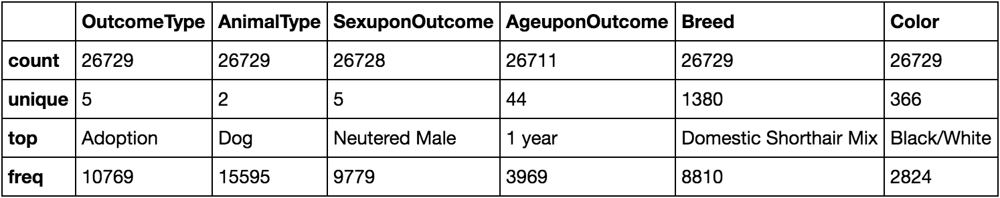 OutcomeType AnimalType SexuponOutcome AgeuponOutcome Breed Color
count 26729 26729 26728 26711 26729 26729
unique 5 2 5 44 1380 366
top Adoption Dog Neutered Male 1 year Domestic Shorthair Mix Black/White
freq 10769 15595 9779 3969 8810 2824